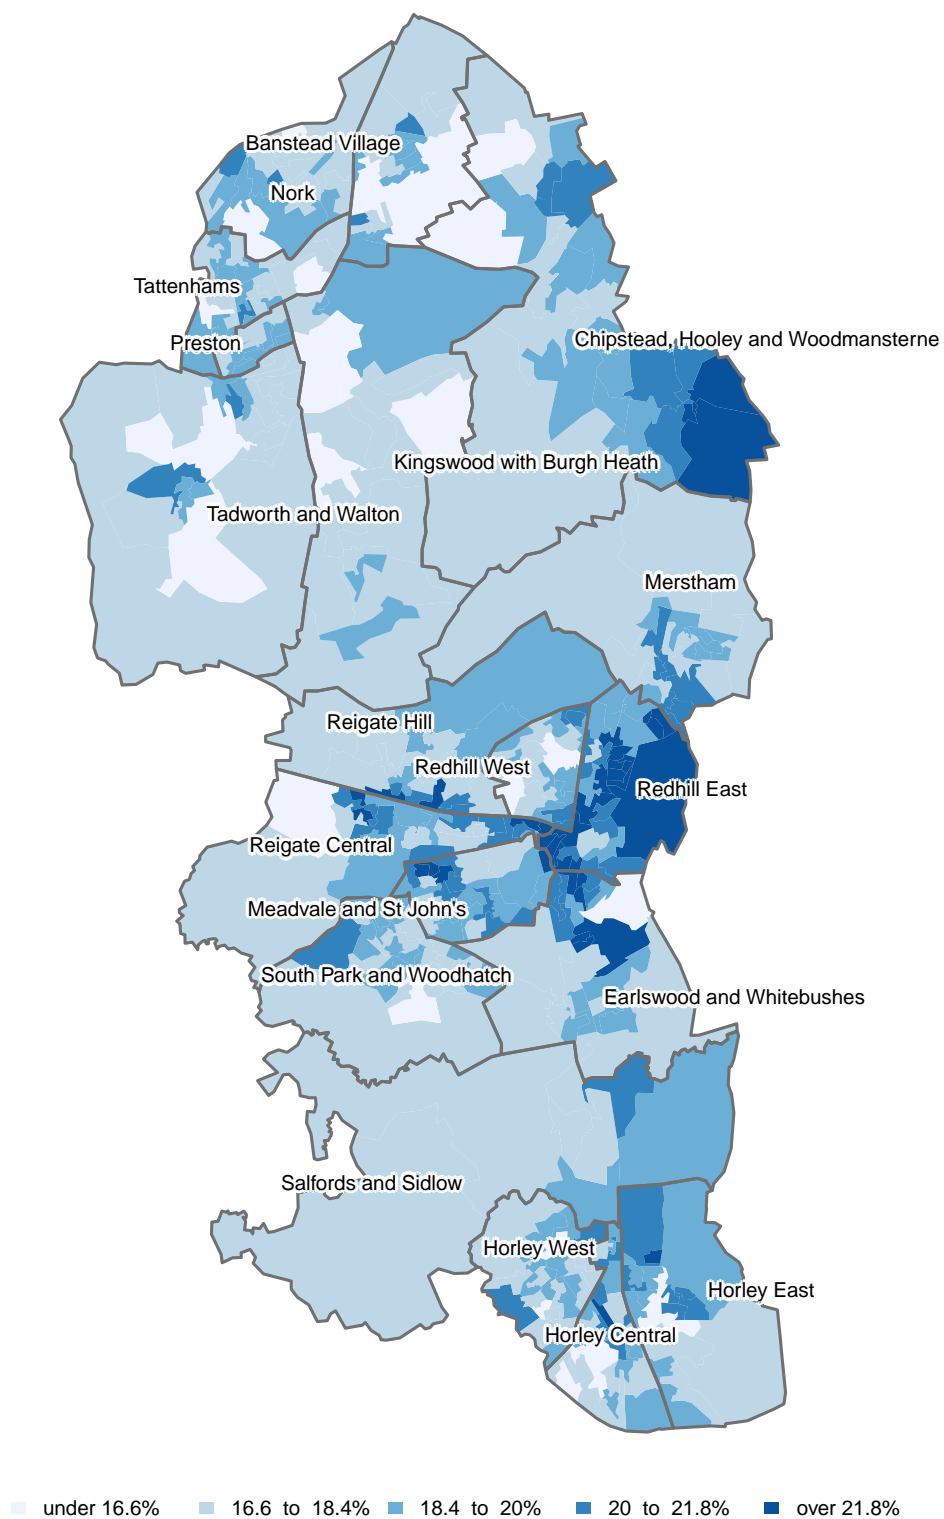 Banstead Village
Nork
Tattenhams
Preston
Chipstead, Hooley and Woodmansterne
Kingswood with Burgh Heath
Tadworth and Walton
Merstham
Reigate Hill
Redhill West
Redhill East
Reigate Central
Meadvale and St John's
South Park and Woodhatch
Earlswood and Whitebushes
Salfords and Sidlow
Horley West
Horley East
Horley Central
under 16.6% 16.6 to 18.4% 18.4 to 20% 20 to 21.8% over 21.8%